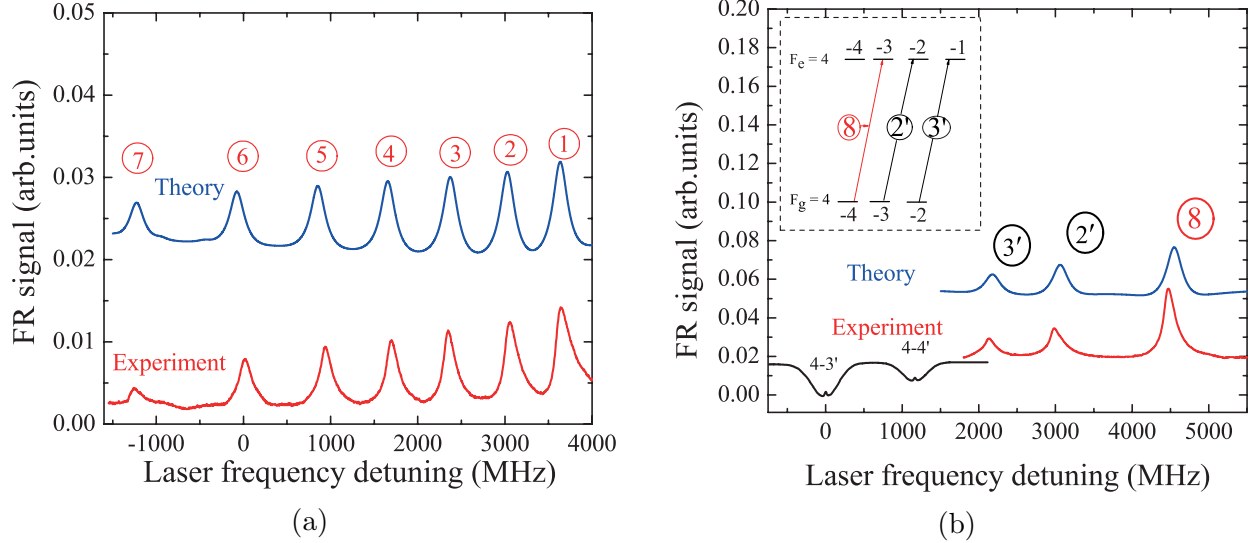 0.05
0.04
0.03
0.02
0.01
0.00
FR signal (arb.units)
7 6 5 4 3 2 1
Theory
Experiment
-1000 0 1000 2000 3000 4000
Laser frequency detuning (MHz)
(a)
0.20
0.18
0.16
0.14
0.12
0.10
0.08
0.06
0.04
0.02
0.00
FR signal (arb.units)
-4 -3 -2 -1
Fe = 4
8 2' 3'
Fg = 4
-4 -3 -2
3′ 2′ 8
Theory
Experiment
4-3' 4-4'
0 1000 2000 3000 4000 5000
Laser frequency detuning (MHz)
(b)